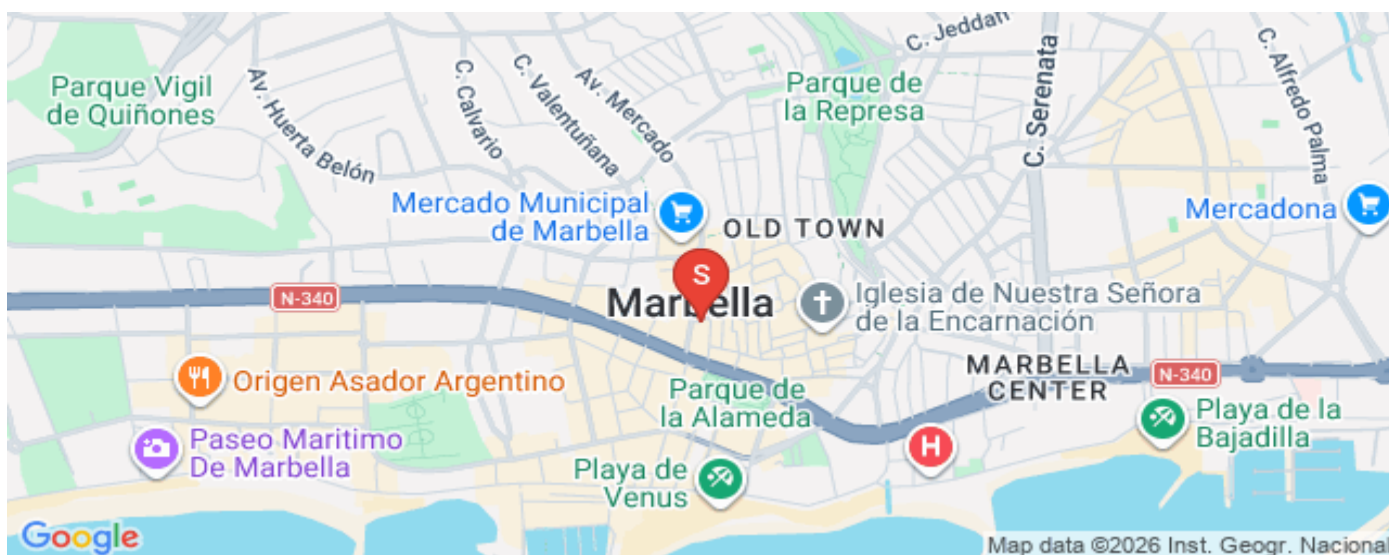 C. Jeddah
Parque Vigil
de Quiñones
Av. Huerta Belón
C. Calvario
C. Valentuñana
Av. Mercado
Parque de
la Represa
C. Serenata
C. Alfredo Palma
Mercado Municipal
de Marbella
OLD TOWN
Mercadona
S
N-340
Marbella
Iglesia de Nuestra Señora
de la Encarnación
Origen Asador Argentino
MARBELLA
CENTER
N-340
Parque de
la Alameda
Paseo Maritimo
De Marbella
Playa de la
Bajadilla
H
Playa de
Venus
Google
Map data ©2026 Inst. Geogr. Nacional